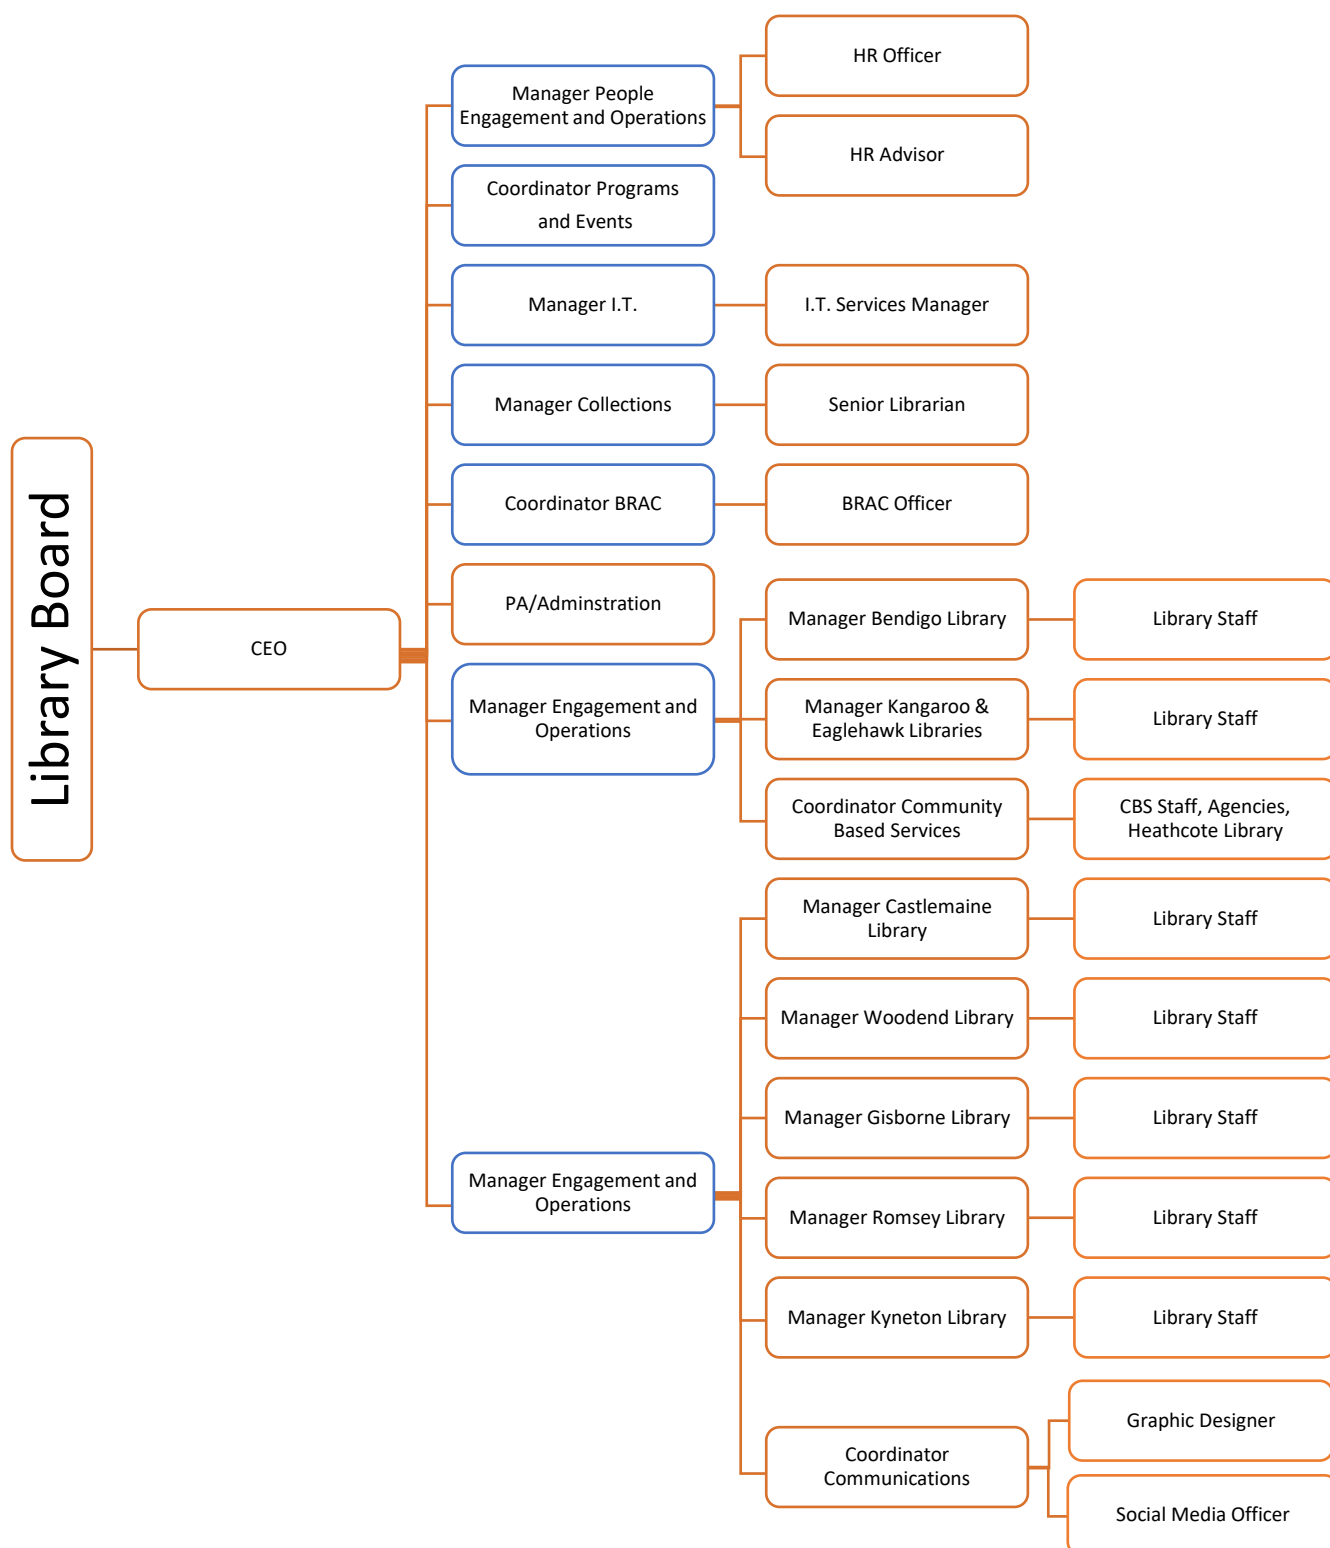 Library Board
CEO
Manager People
Engagement and Operations
HR Officer
HR Advisor
Coordinator Programs
and Events
Manager I.T.
I.T. Services Manager
Manager Collections
Senior Librarian
Coordinator BRAC
BRAC Officer
PA/Adminstration
Manager Engagement and
Operations
Manager Bendigo Library
Library Staff
Manager Kangaroo &
Eaglehawk Libraries
Library Staff
Coordinator Community
Based Services
CBS Staff, Agencies,
Heathcote Library
Manager Engagement and
Operations
Manager Castlemaine
Library
Library Staff
Manager Woodend Library
Library Staff
Manager Gisborne Library
Library Staff
Manager Romsey Library
Library Staff
Manager Kyneton Library
Library Staff
Coordinator
Communications
Graphic Designer
Social Media Officer